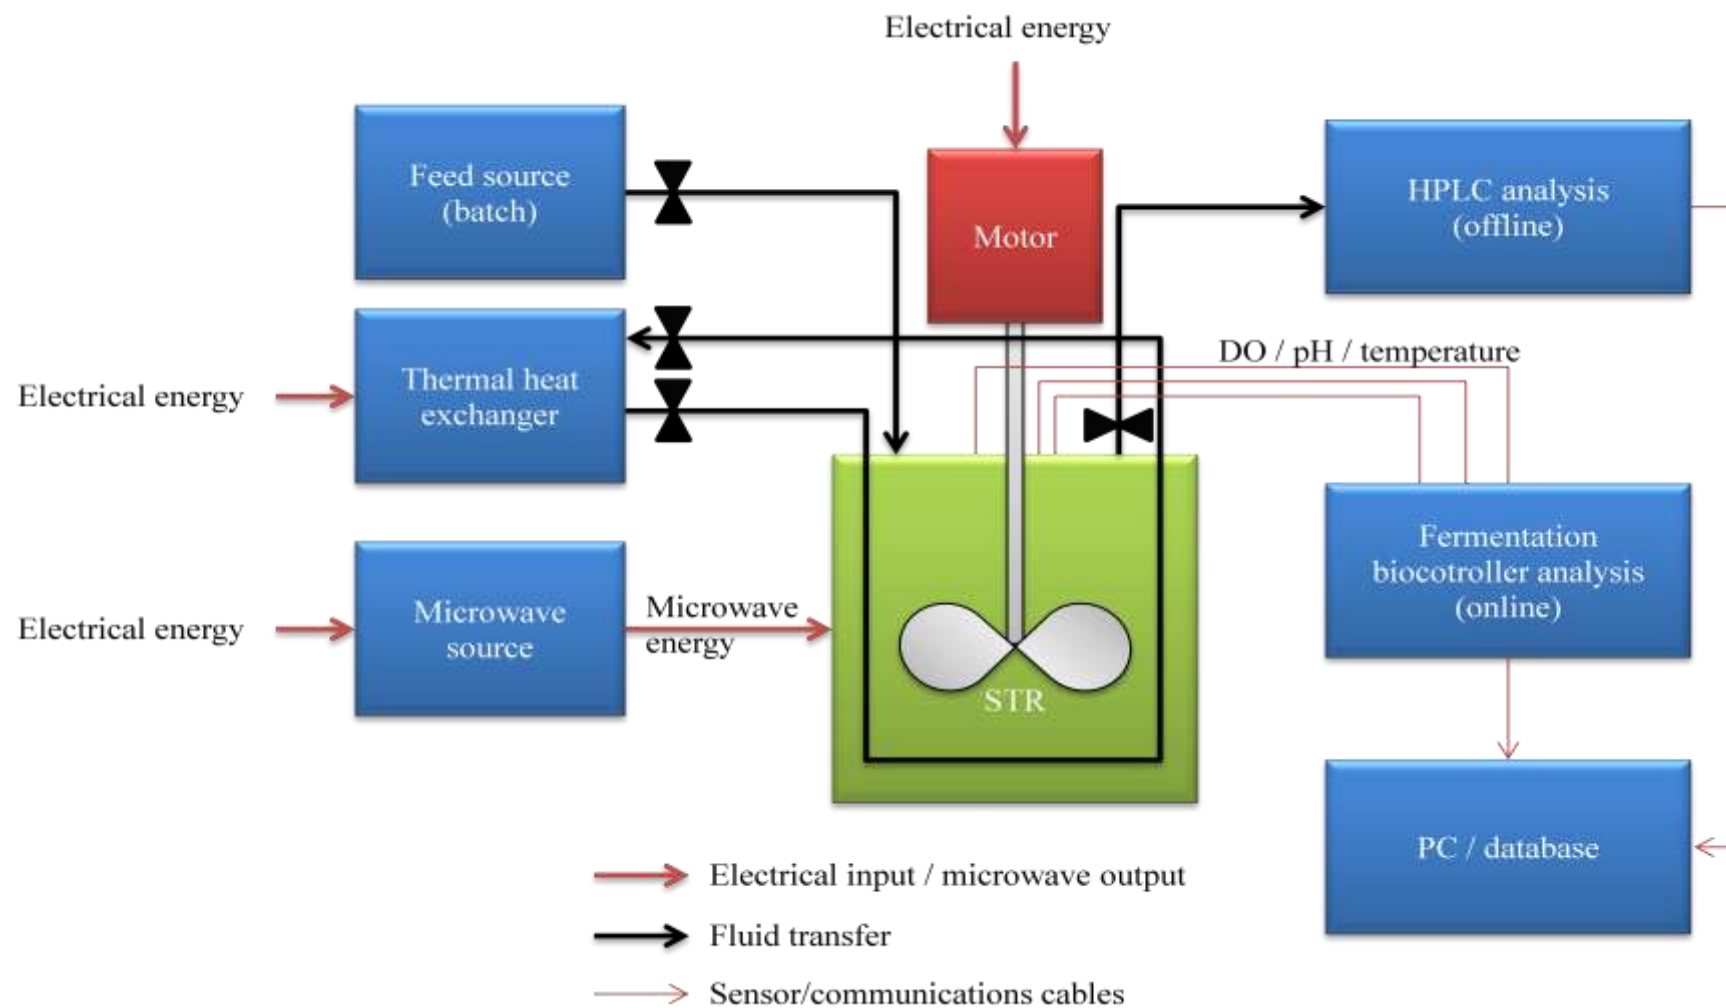 Electrical energy
Feed source
(batch)
Motor
HPLC analysis
(offline)
DO / pH / temperature
Electrical energy
Thermal heat
exchanger
Fermentation
biocotroller analysis
(online)
Electrical energy
Microwave
source
Microwave
energy
STR
PC / database
Electrical input / microwave output
Fluid transfer
Sensor/communications cables